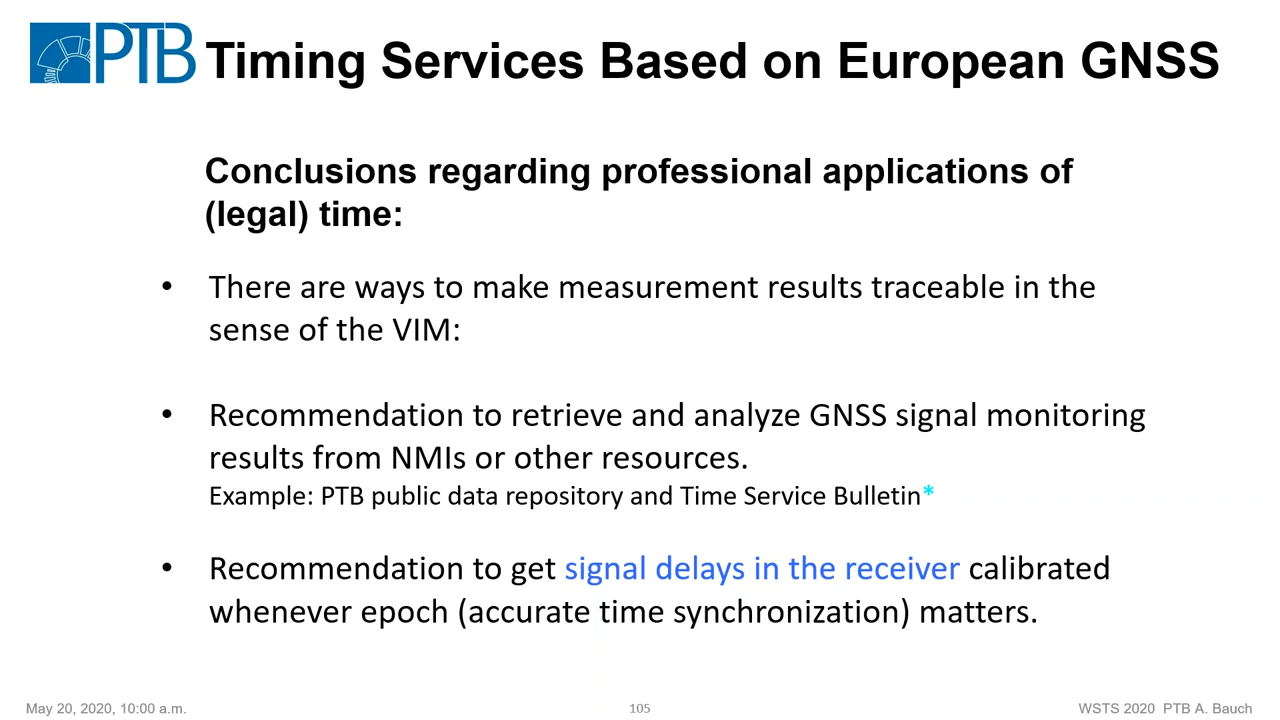 PTB Timing Services Based on European GNSS
Conclusions regarding professional applications of
(legal) time:
• There are ways to make measurement results traceable in the
sense of the VIM:
• Recommendation to retrieve and analyze GNSS signal monitoring
results from NMIs or other resources.
Example: PTB public data repository and Time Service Bulletin*
• Recommendation to get signal delays in the receiver calibrated
whenever epoch (accurate time synchronization) matters.
May 20, 2020, 10:00 a.m. 105 WSTS 2020 PTB A. Bauch